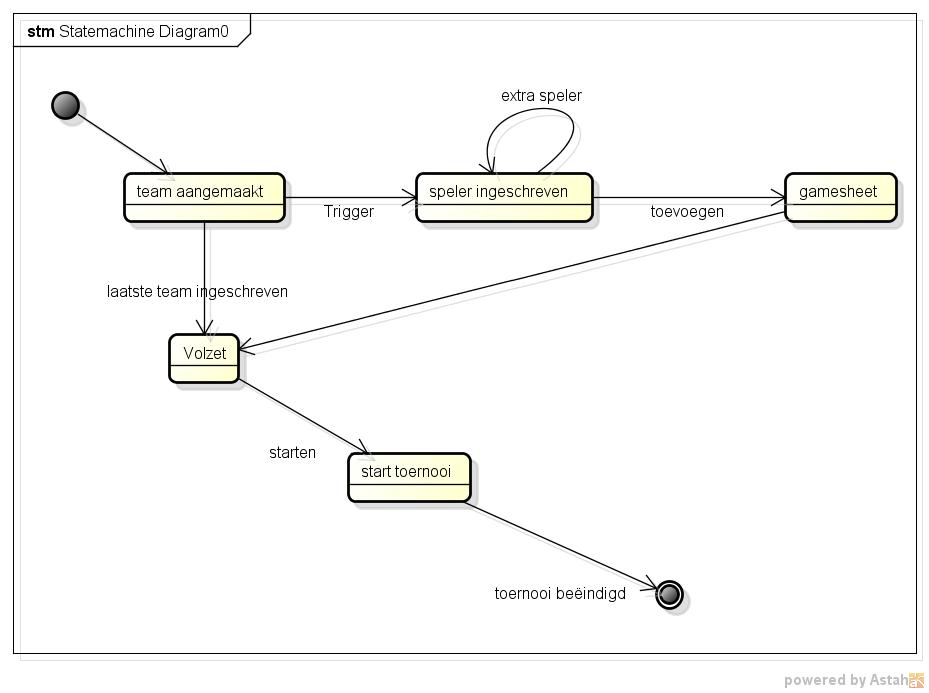 stm Statemachine Diagram0
extra speler
team aangemaakt
speler ingeschreven
gamesheet
Trigger
toevoegen
laatste team ingeschreven
Volzet
starten
start toernooi
toernooi beëindigd
powered by Astah